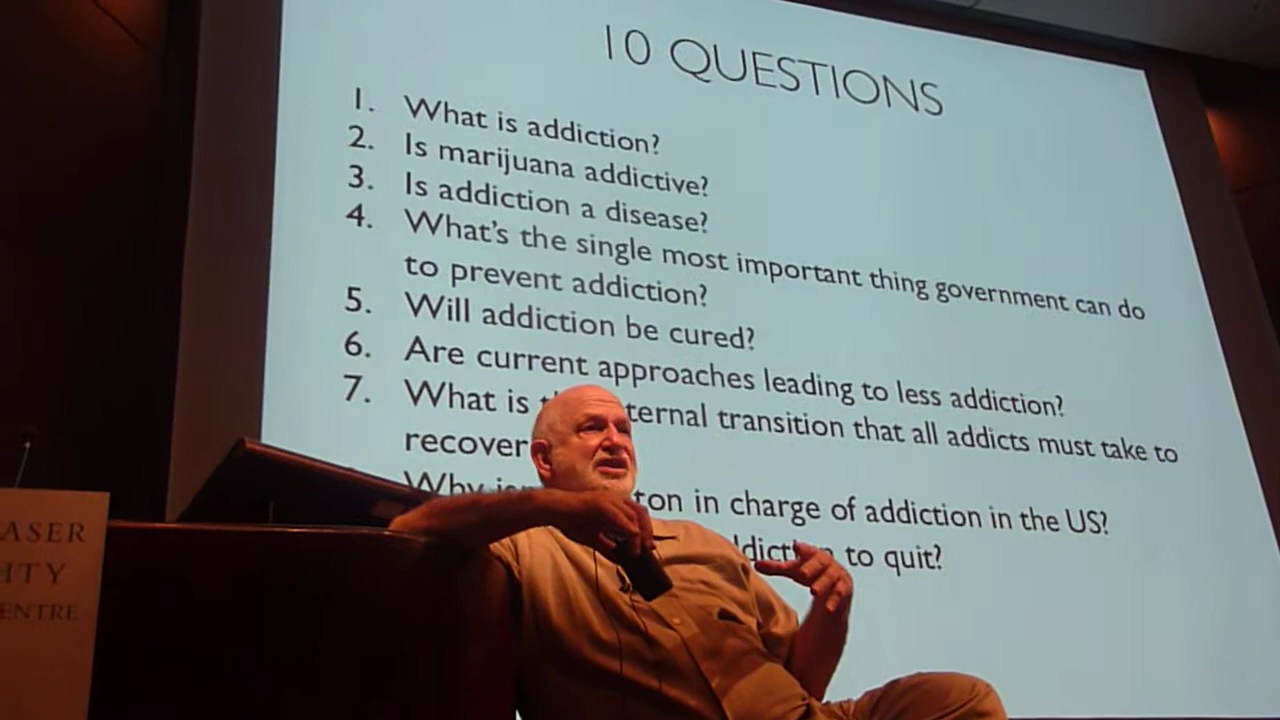 10 QUESTIONS
1. What is addiction?
2. Is marijuana addictive?
3. Is addiction a disease?
4. What's the single most important thing government can do
to prevent addiction?
5. Will addiction be cured?
6. Are current approaches leading to less addiction?
7. What is ternal transition that all addicts must take to
recover
Why ton in charge of addiction in the US?
to quit?
ASER
ITY
ENTRE